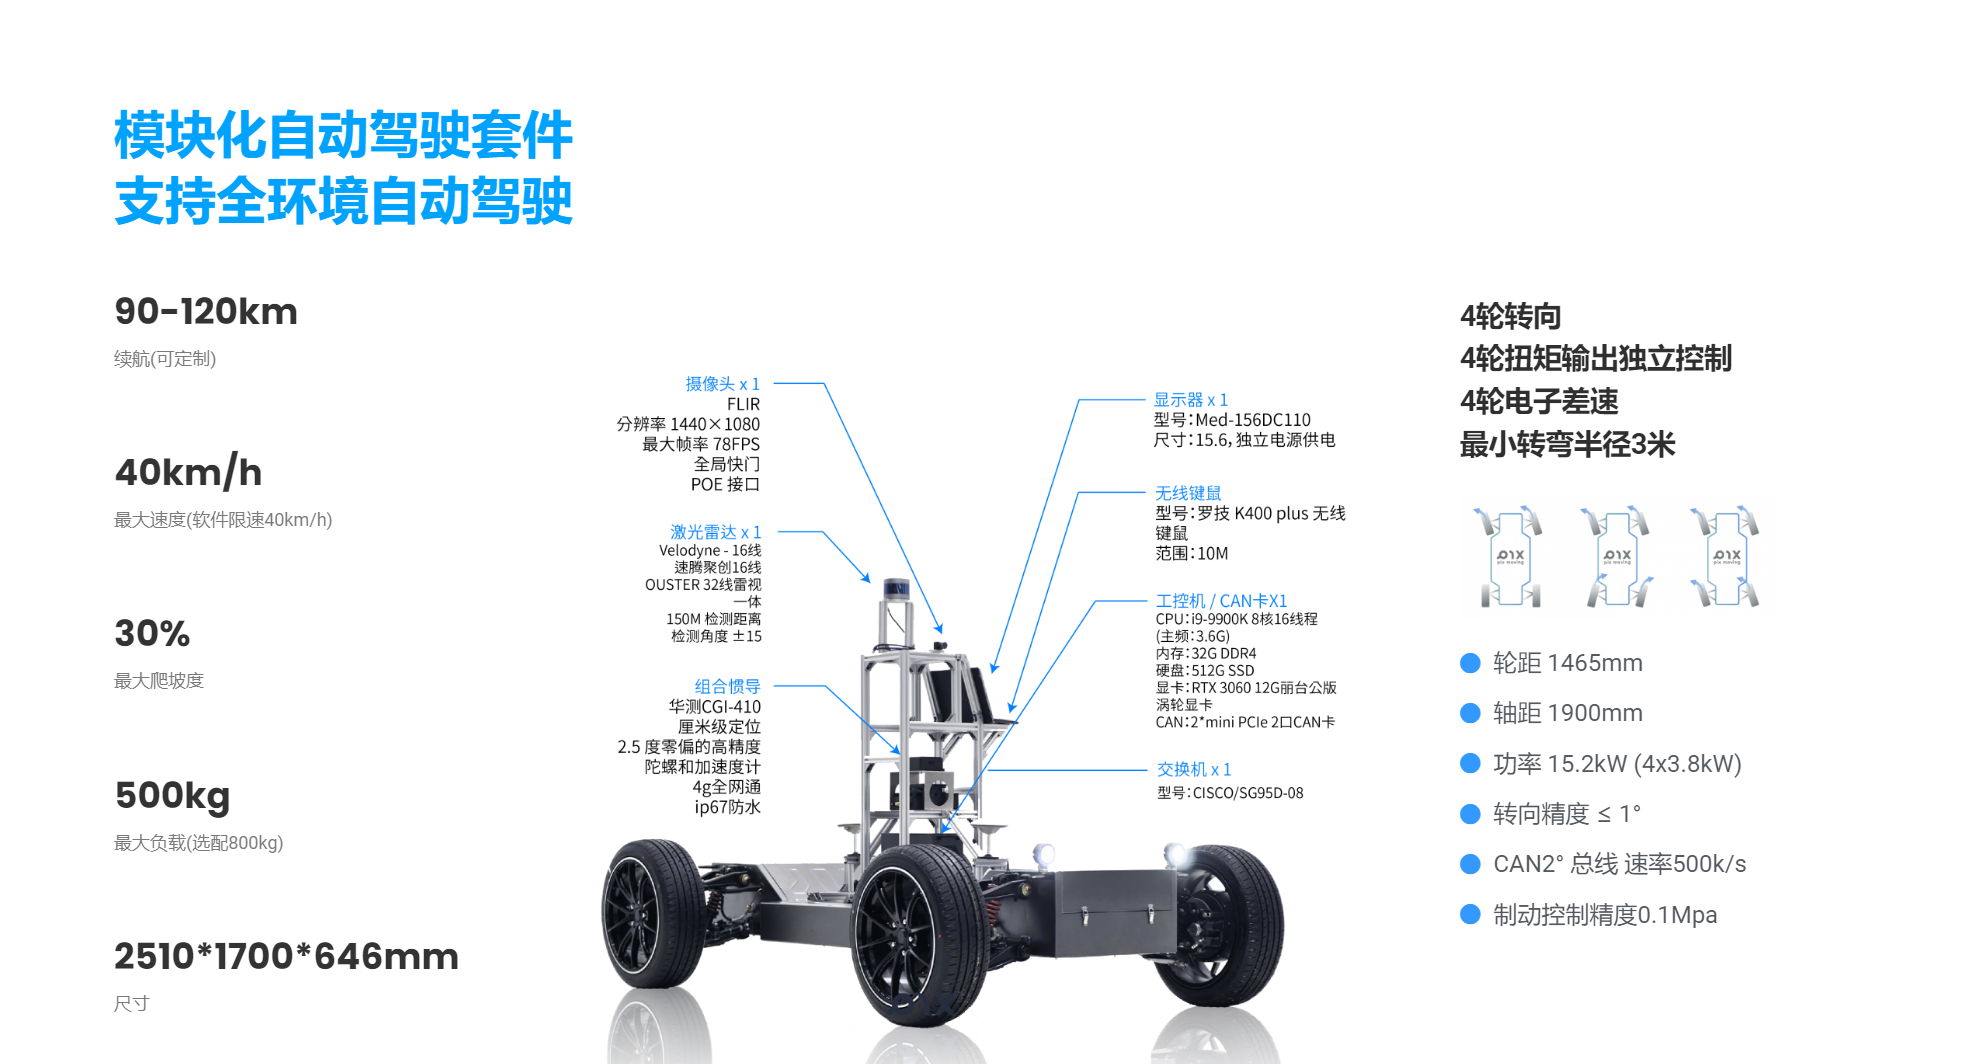 模块化自动驾驶套件
支持全环境自动驾驶
90-120km
续航(可定制)
40km/h
最大速度(软件限速40km/h)
30%
最大爬坡度
500kg
最大负载(选配800kg)
2510*1700*646mm
尺寸
摄像头 x 1
FLIR
分辨率 1440×1080
最大帧率 78FPS
全局快门
POE 接口
激光雷达 x 1
Velodyne - 16线
速腾聚创16线
OUSTER 32线雷视
一体
150M 检测距离
检测角度 ±15
组合惯导
华测CGI-410
厘米级定位
2.5 度零偏的高精度
陀螺和加速度计
4g全网通
ip67防水
显示器 x 1
型号:Med-156DC110
尺寸:15.6,独立电源供电
无线键鼠
型号:罗技 K400 plus 无线
键鼠
范围:10M
工控机 / CAN卡X1
CPU:i9-9900K 8核16线程
(主频:3.6G)
内存:32G DDR4
硬盘:512G SSD
显卡:RTX 3060 12G丽台公版
涡轮显卡
CAN:2*mini PCIe 2口CAN卡
交换机 x 1
型号:CISCO/SG95D-08
4轮转向
4轮扭矩输出独立控制
4轮电子差速
最小转弯半径3米
PIX
pix moving
PIX
pix moving
PIX
pix moving
轮距 1465mm
轴距 1900mm
功率 15.2kW (4x3.8kW)
转向精度 ≤ 1°
CAN2° 总线 速率500k/s
制动控制精度0.1Mpa